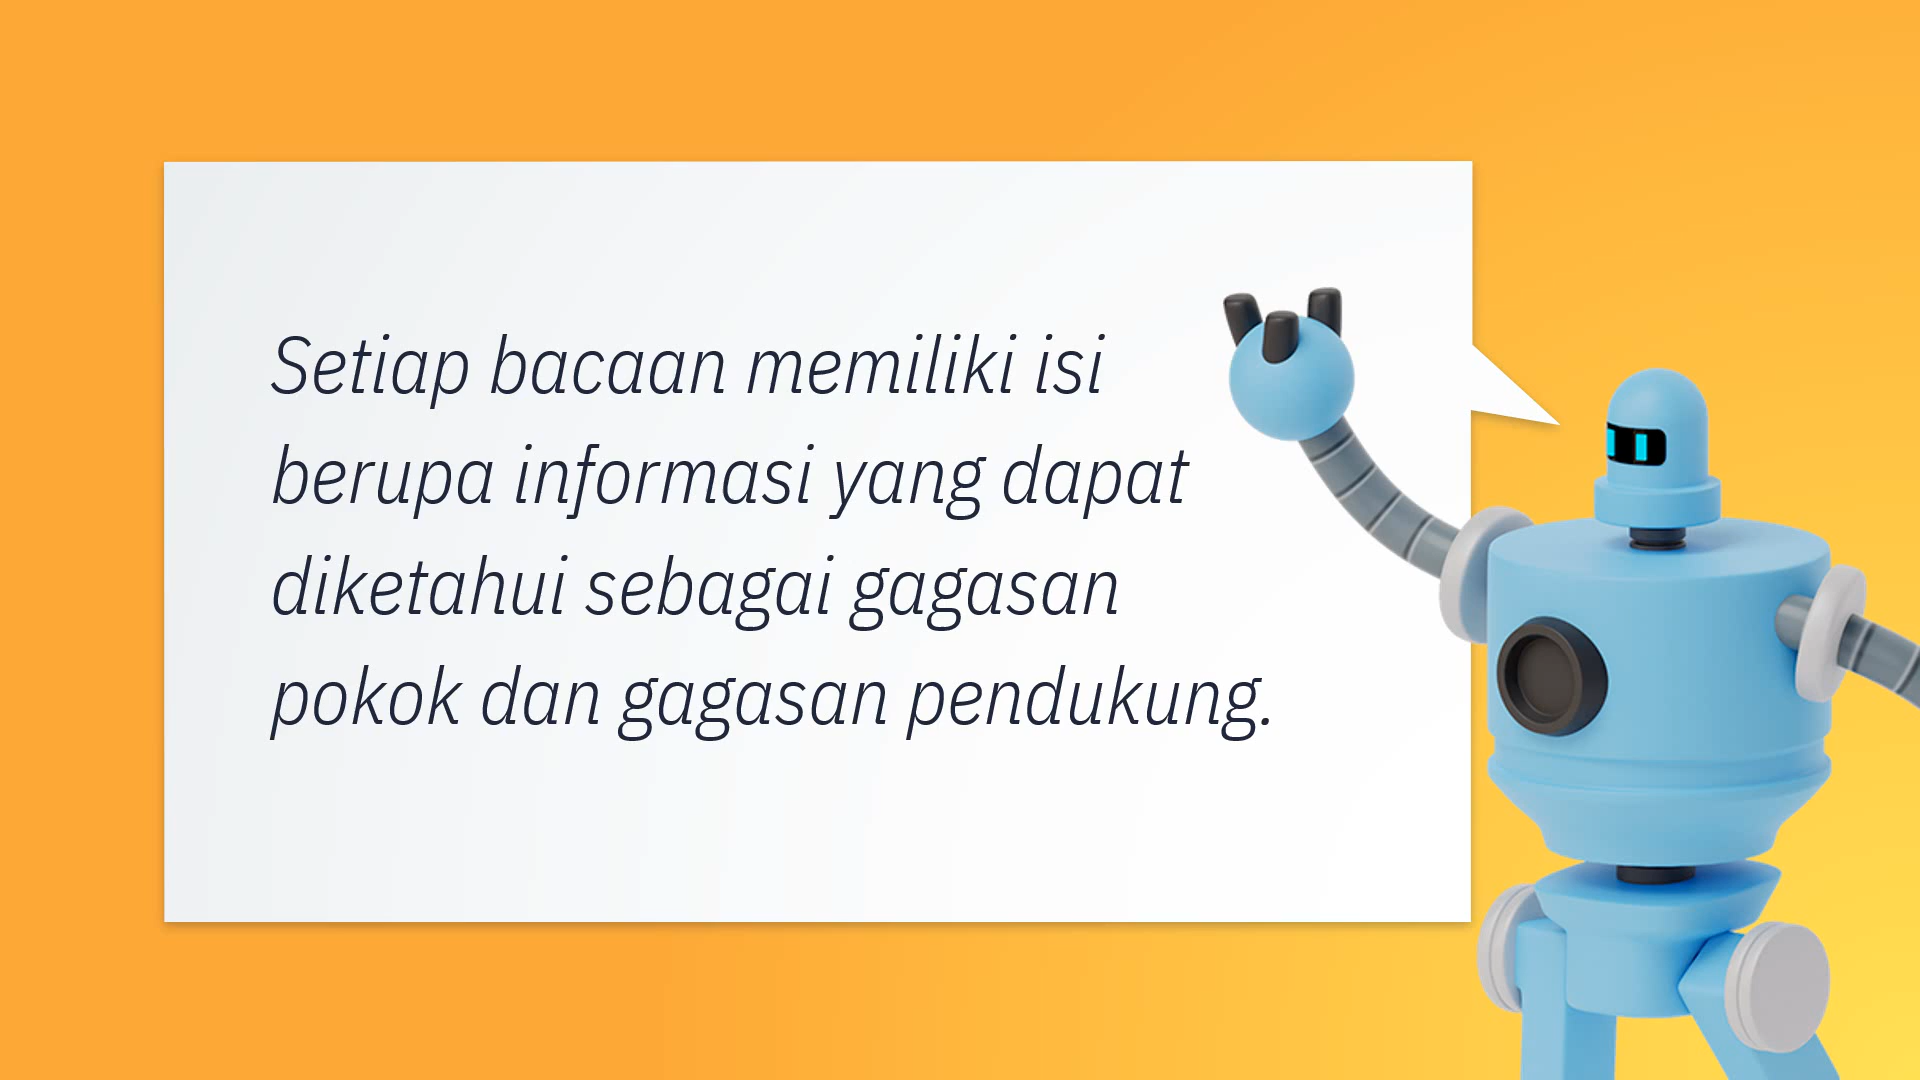 Setiap bacaan memiliki isi
berupa informasi yang dapat
diketahui sebagai gagasan
pokok dan gagasan pendukung.